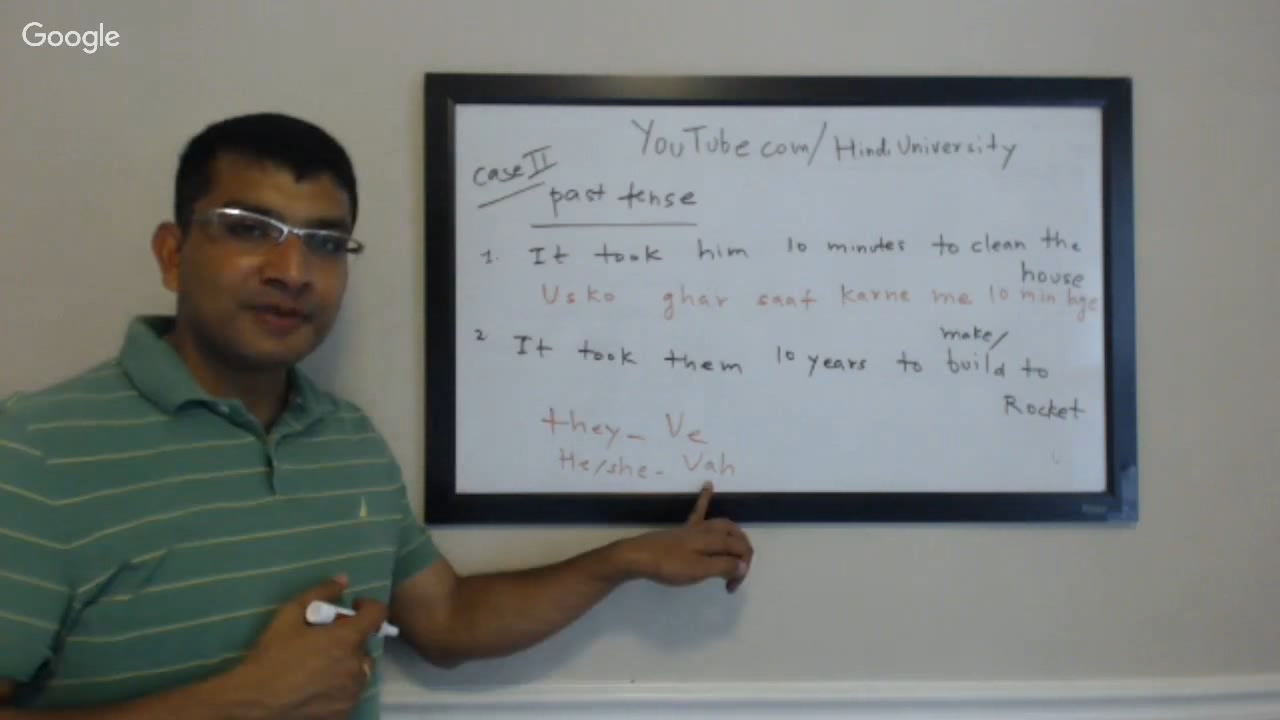 Google
YouTube.com/HindiUniversity
Case II
past tense
1. It took him 10 minutes to clean the
house
Usko ghar saaf karne me 10 min lage
make/
2 It took them 10 years to build to
Rocket
they - Ve
He/she - Vah